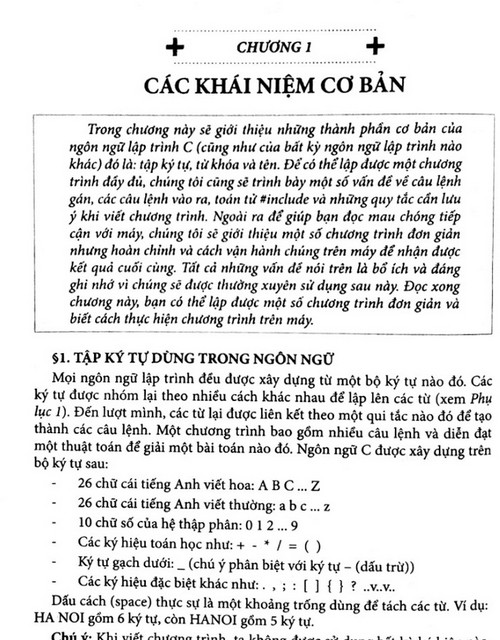 CHƯƠNG 1
CÁC KHÁI NIỆM CƠ BẢN
Trong chương này sẽ giới thiệu những thành phần cơ bản của
ngôn ngữ lập trình C (cũng như của bất kỳ ngôn ngữ lập trình nào
khác) đó là: tập ký tự, từ khóa và tên. Để có thể lập được một chương
trình đầy đủ, chúng tôi cũng sẽ trình bày một số vấn đề về câu lệnh
gán, các câu lệnh vào ra, toán tử #include và những quy tắc cần lưu
ý khi viết chương trình. Ngoài ra để giúp bạn đọc mau chóng tiếp
cận với máy, chúng tôi sẽ giới thiệu một số chương trình đơn giản
nhưng hoàn chỉnh và cách vận hành chúng trên máy để nhận được
kết quả cuối cùng. Tất cả những vấn đề nói trên là bổ ích và đáng
ghi nhớ vì chúng sẽ được thường xuyên sử dụng sau này. Đọc xong
chương này, bạn có thể lập được một số chương trình đơn giản và
biết cách thực hiện chương trình trên máy.
§1. TẬP KÝ TỰ DÙNG TRONG NGÔN NGỮ
Mọi ngôn ngữ lập trình đều được xây dựng từ một bộ ký tự nào đó. Các
ký tự được nhóm lại theo nhiều cách khác nhau để lập lên các từ (xem Phụ
lục 1). Đến lượt mình, các từ lại được liên kết theo một qui tắc nào đó để tạo
thành các câu lệnh. Một chương trình bao gồm nhiều câu lệnh và diễn đạt
một thuật toán để giải một bài toán nào đó. Ngôn ngữ C được xây dựng trên
bộ ký tự sau:
- 26 chữ cái tiếng Anh viết hoa: A B C ... Z
- 26 chữ cái tiếng Anh viết thường: a b c ... z
- 10 chữ số của hệ thập phân: 0 1 2 ... 9
- Các ký hiệu toán học như: + - * / = ( )
- Ký tự gạch dưới: _ (chú ý phân biệt với ký tự – (dấu trừ))
- Các ký hiệu đặc biệt khác như: . , ; : [ ] { } ? ..v..v..
Dấu cách (space) thực sự là một khoảng trống dùng để tách các từ. Ví dụ:
HA NOI gồm 6 ký tự, còn HANOI gồm 5 ký tự.
Chú ý: Khi viết chương trình, ta không được sử dụng bất kỳ ký hiệu nào